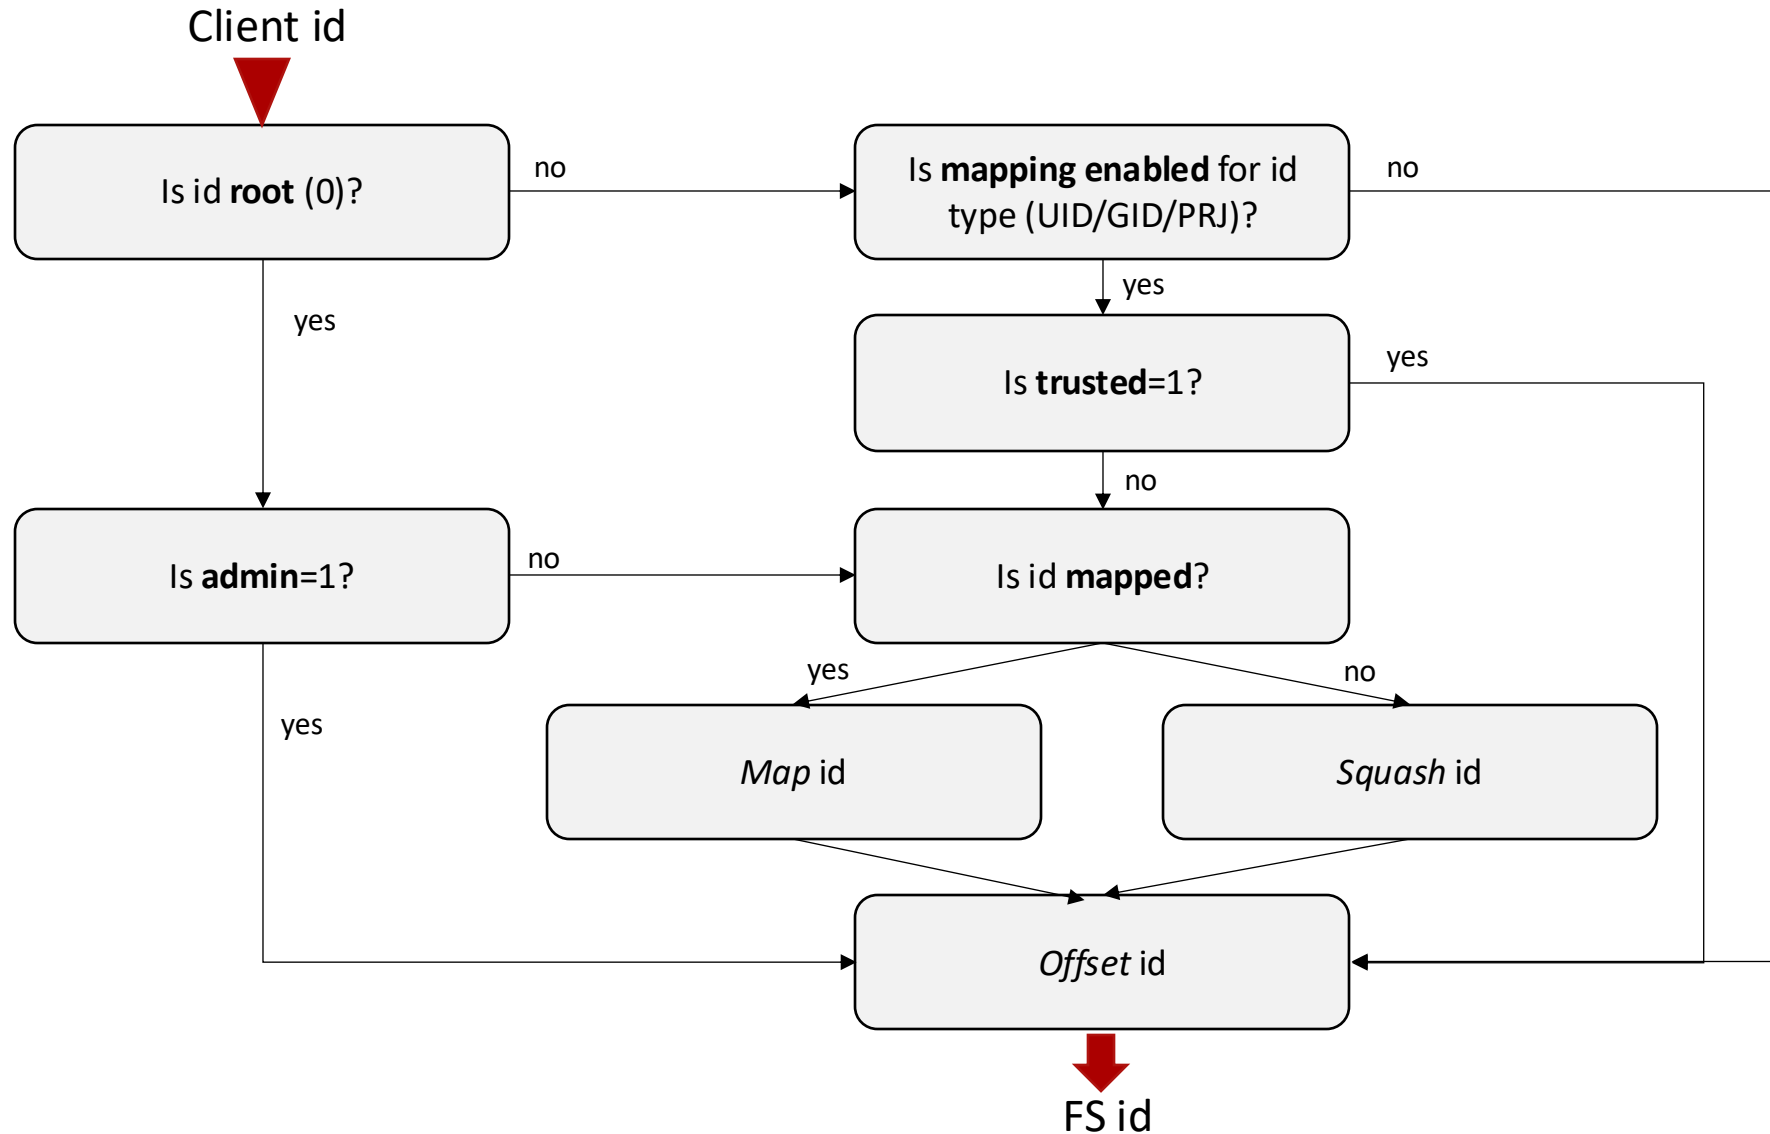 Client id
Is id root (0)?
no
Is mapping enabled for id
type (UID/GID/PRJ)?
no
yes
yes
Is trusted=1?
yes
no
Is admin=1?
no
Is id mapped?
yes
no
yes
Map id
Squash id
Offset id
FS id